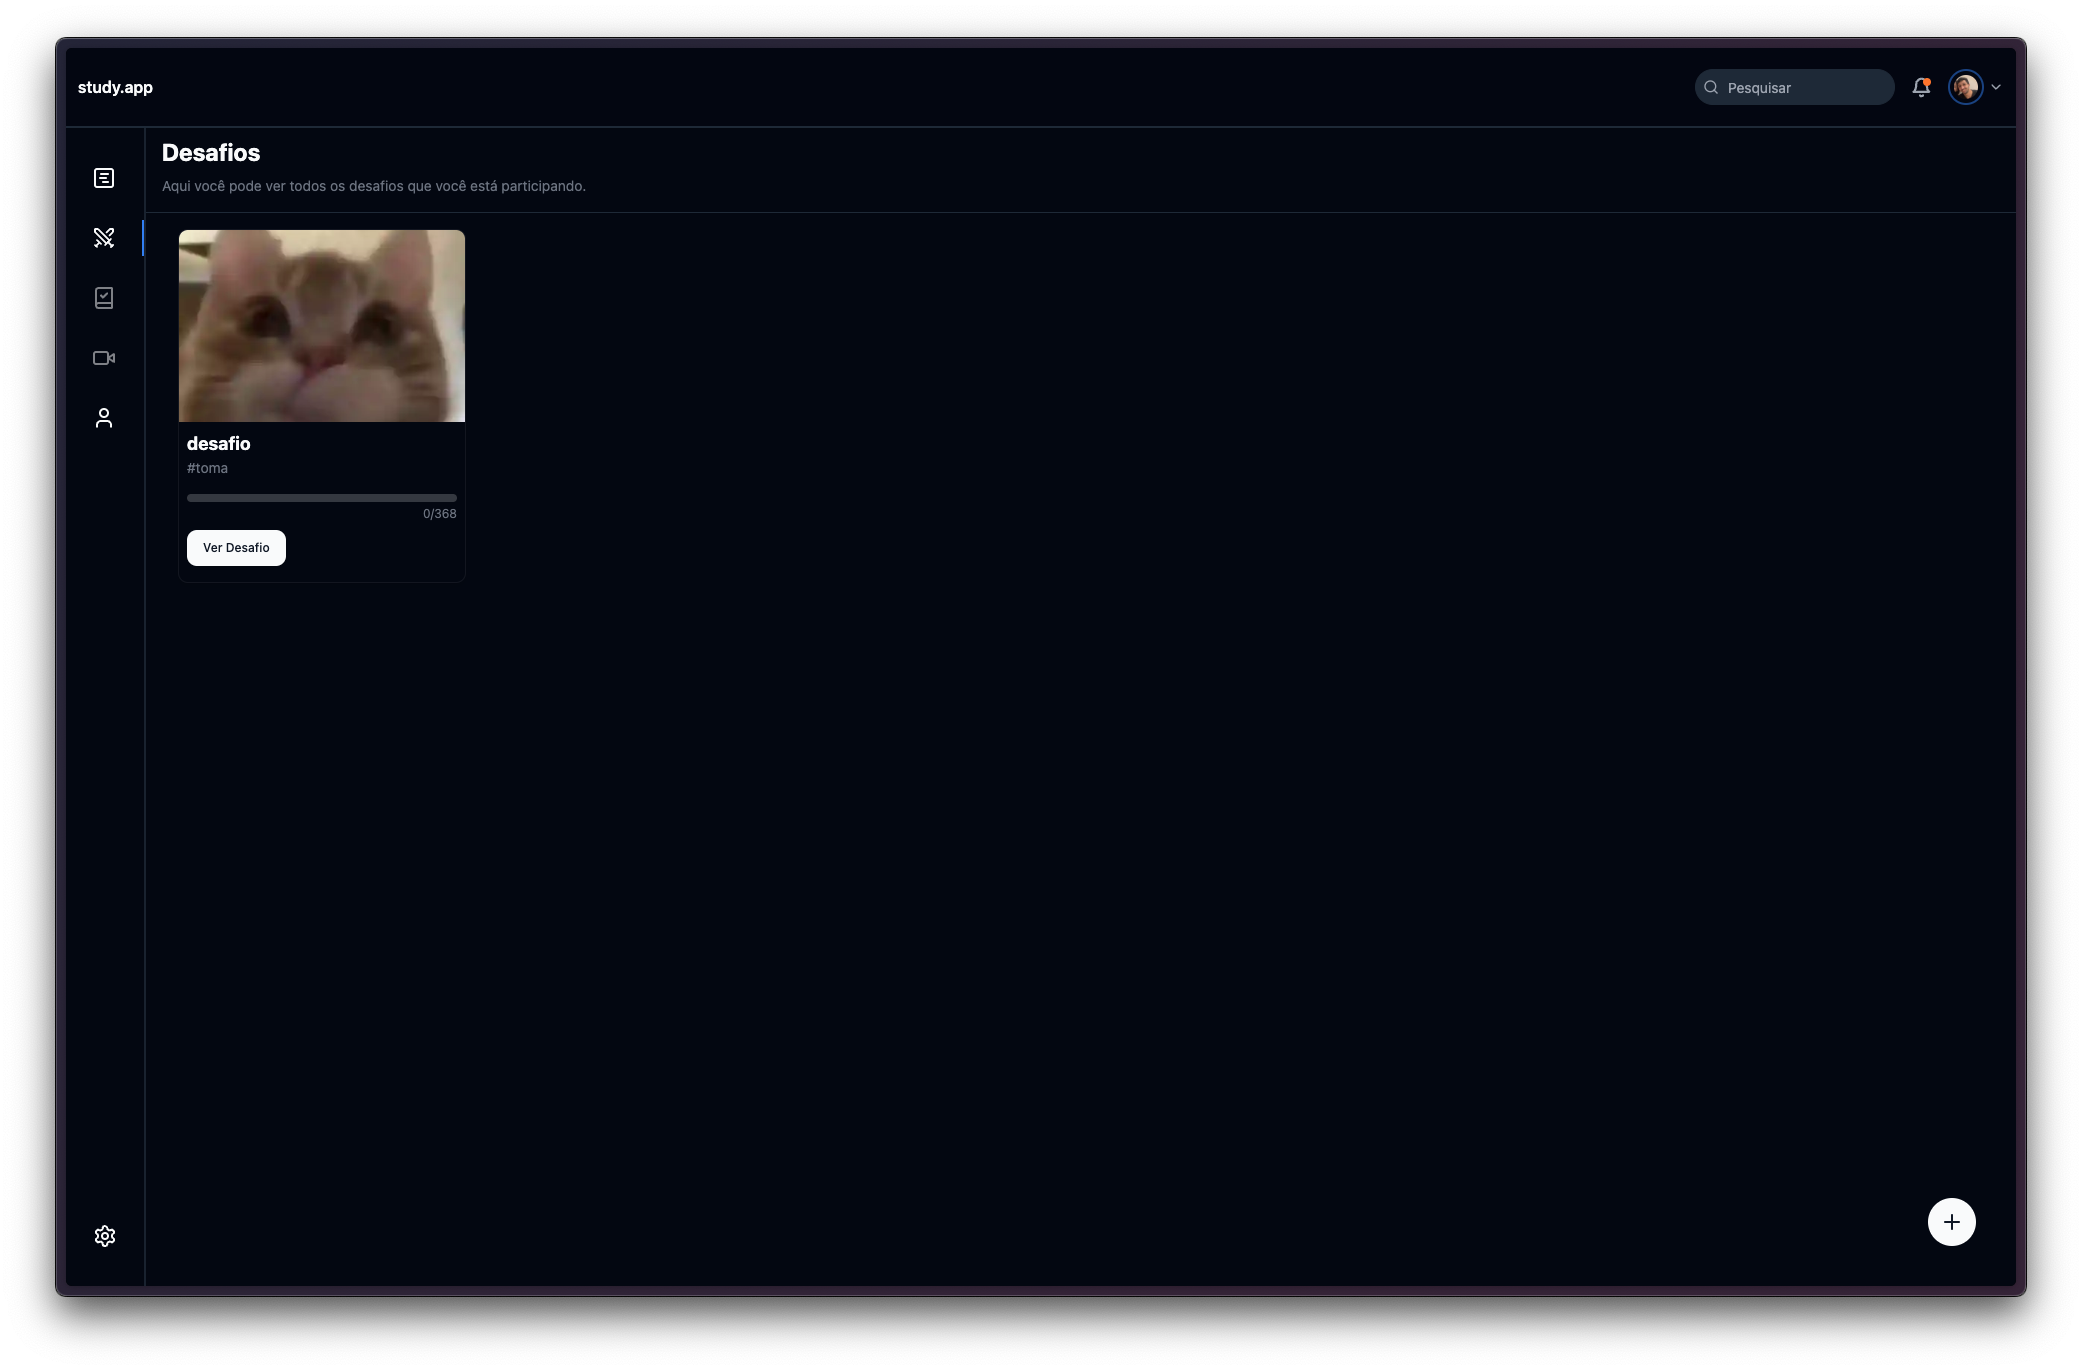 study.app
Pesquisar
Desafios
Aqui você pode ver todos os desafios que você está participando.
desafio
#toma
0/368
Ver Desafio